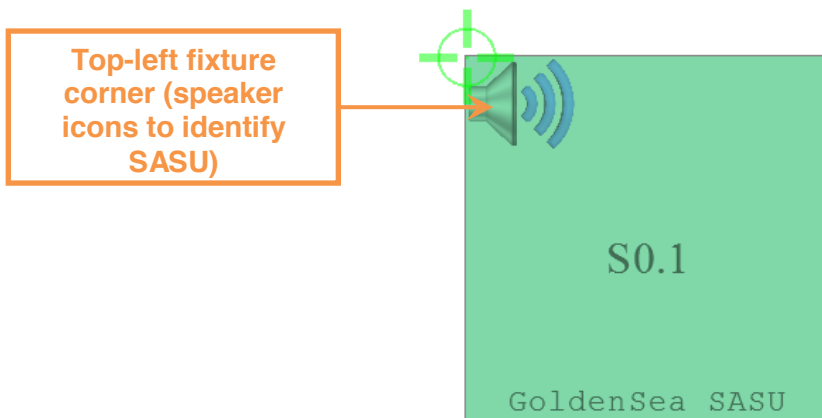 Top-left fixture
corner (speaker
icons to identify
SASU)
S0.1
GoldenSea SASU